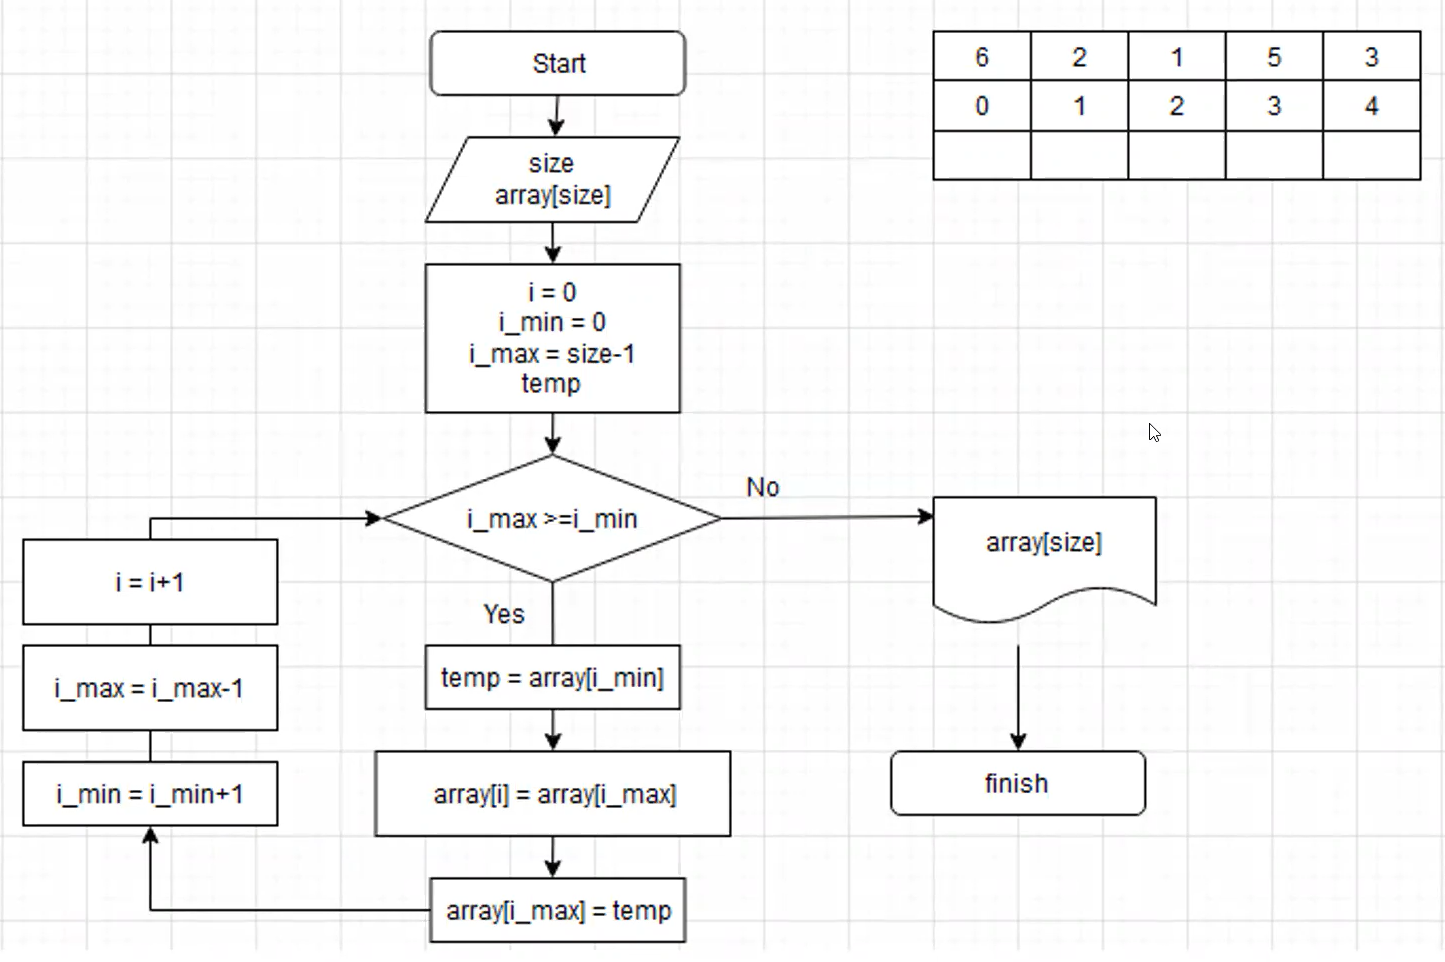 Start
6 2 1 5 3
0 1 2 3 4
size
array[size]
i = 0
i_min = 0
i_max = size-1
temp
No
i_max >=i_min
array[size]
i = i+1
Yes
temp = array[i_min]
i_max = i_max-1
finish
i_min = i_min+1
array[i] = array[i_max]
array[i_max] = temp